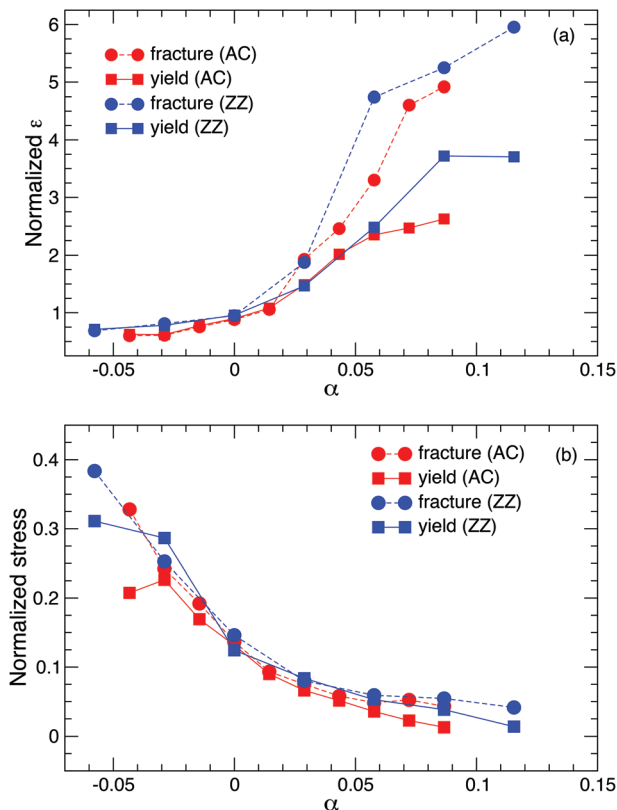 6
(a)
fracture (AC)
yield (AC)
fracture (ZZ)
yield (ZZ)
5
4
3
2
1
Normalized ε
-0.05 0 0.05 0.1 0.15
α
0.4
(b)
fracture (AC)
yield (AC)
fracture (ZZ)
yield (ZZ)
0.3
0.2
0.1
0
Normalized stress
-0.05 0 0.05 0.1 0.15
α